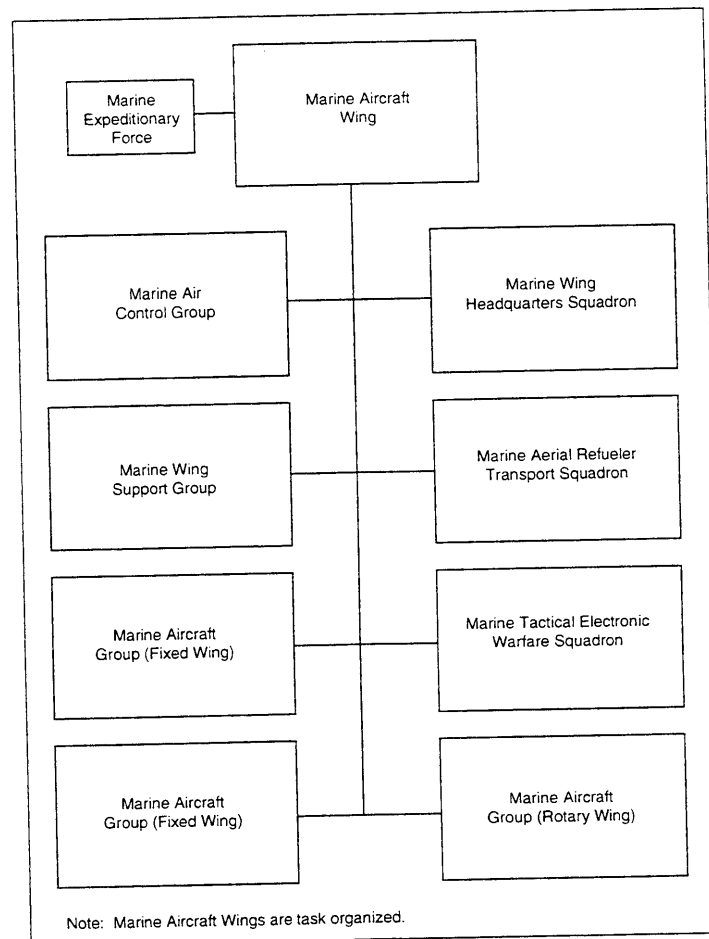 Marine
Expeditionary
Force
Marine Aircraft
Wing
Marine Air
Control Group
Marine Wing
Headquarters Squadron
Marine Wing
Support Group
Marine Aerial Refueler
Transport Squadron
Marine Aircraft
Group (Fixed Wing)
Marine Tactical Electronic
Warfare Squadron
Marine Aircraft
Group (Fixed Wing)
Marine Aircraft
Group (Rotary Wing)
Note: Marine Aircraft Wings are task organized.